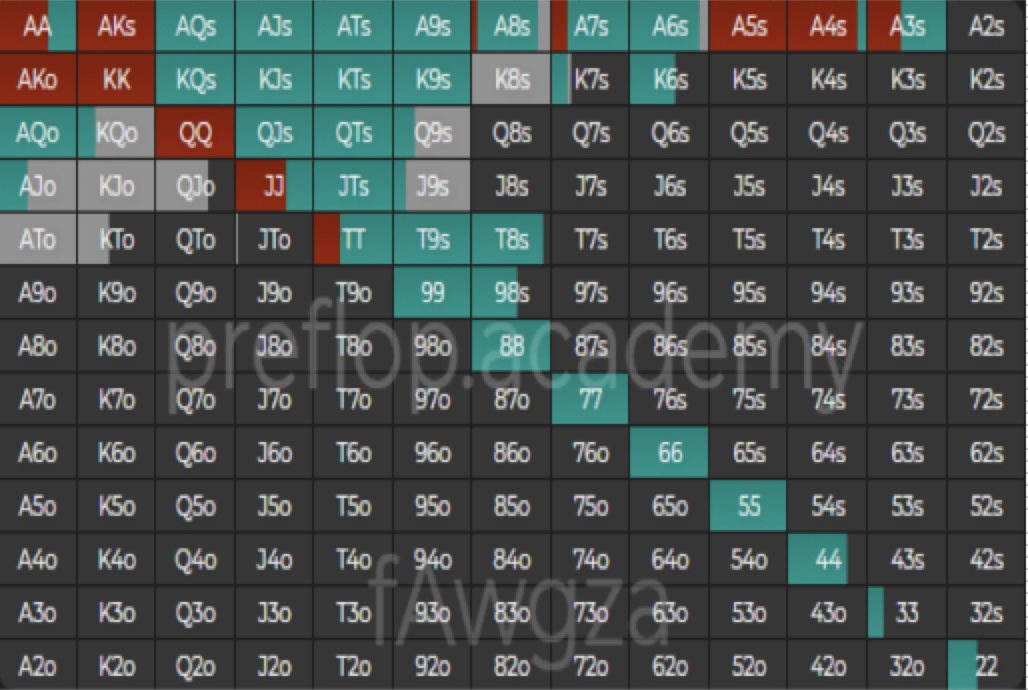 AA AKs AQs AJs ATs A9s A8s A7s A6s A5s A4s A3s A2s
AKo KK KQs KJs KTs K9s K8s K7s K6s K5s K4s K3s K2s
AQo KQo QQ QJs QTs Q9s Q8s Q7s Q6s Q5s Q4s Q3s Q2s
AJo KJo QJo JJ JTs J9s J8s J7s J6s J5s J4s J3s J2s
ATo KTo QTo JTo TT T9s T8s T7s T6s T5s T4s T3s T2s
A9o K9o Q9o J9o T9o 99 98s 97s 96s 95s 94s 93s 92s
A8o K8o Q8o J8o T8o 98o 88 87s 86s 85s 84s 83s 82s
preflop.academy
A7o K7o Q7o J7o T7o 97o 87o 77 76s 75s 74s 73s 72s
A6o K6o Q6o J6o T6o 96o 86o 76o 66 65s 64s 63s 62s
A5o K5o Q5o J5o T5o 95o 85o 75o 65o 55 54s 53s 52s
A4o K4o Q4o J4o T4o 94o 84o 74o 64o 54o 44 43s 42s
fAwgza
A3o K3o Q3o J3o T3o 93o 83o 73o 63o 53o 43o 33 32s
A2o K2o Q2o J2o T2o 92o 82o 72o 62o 52o 42o 32o 22